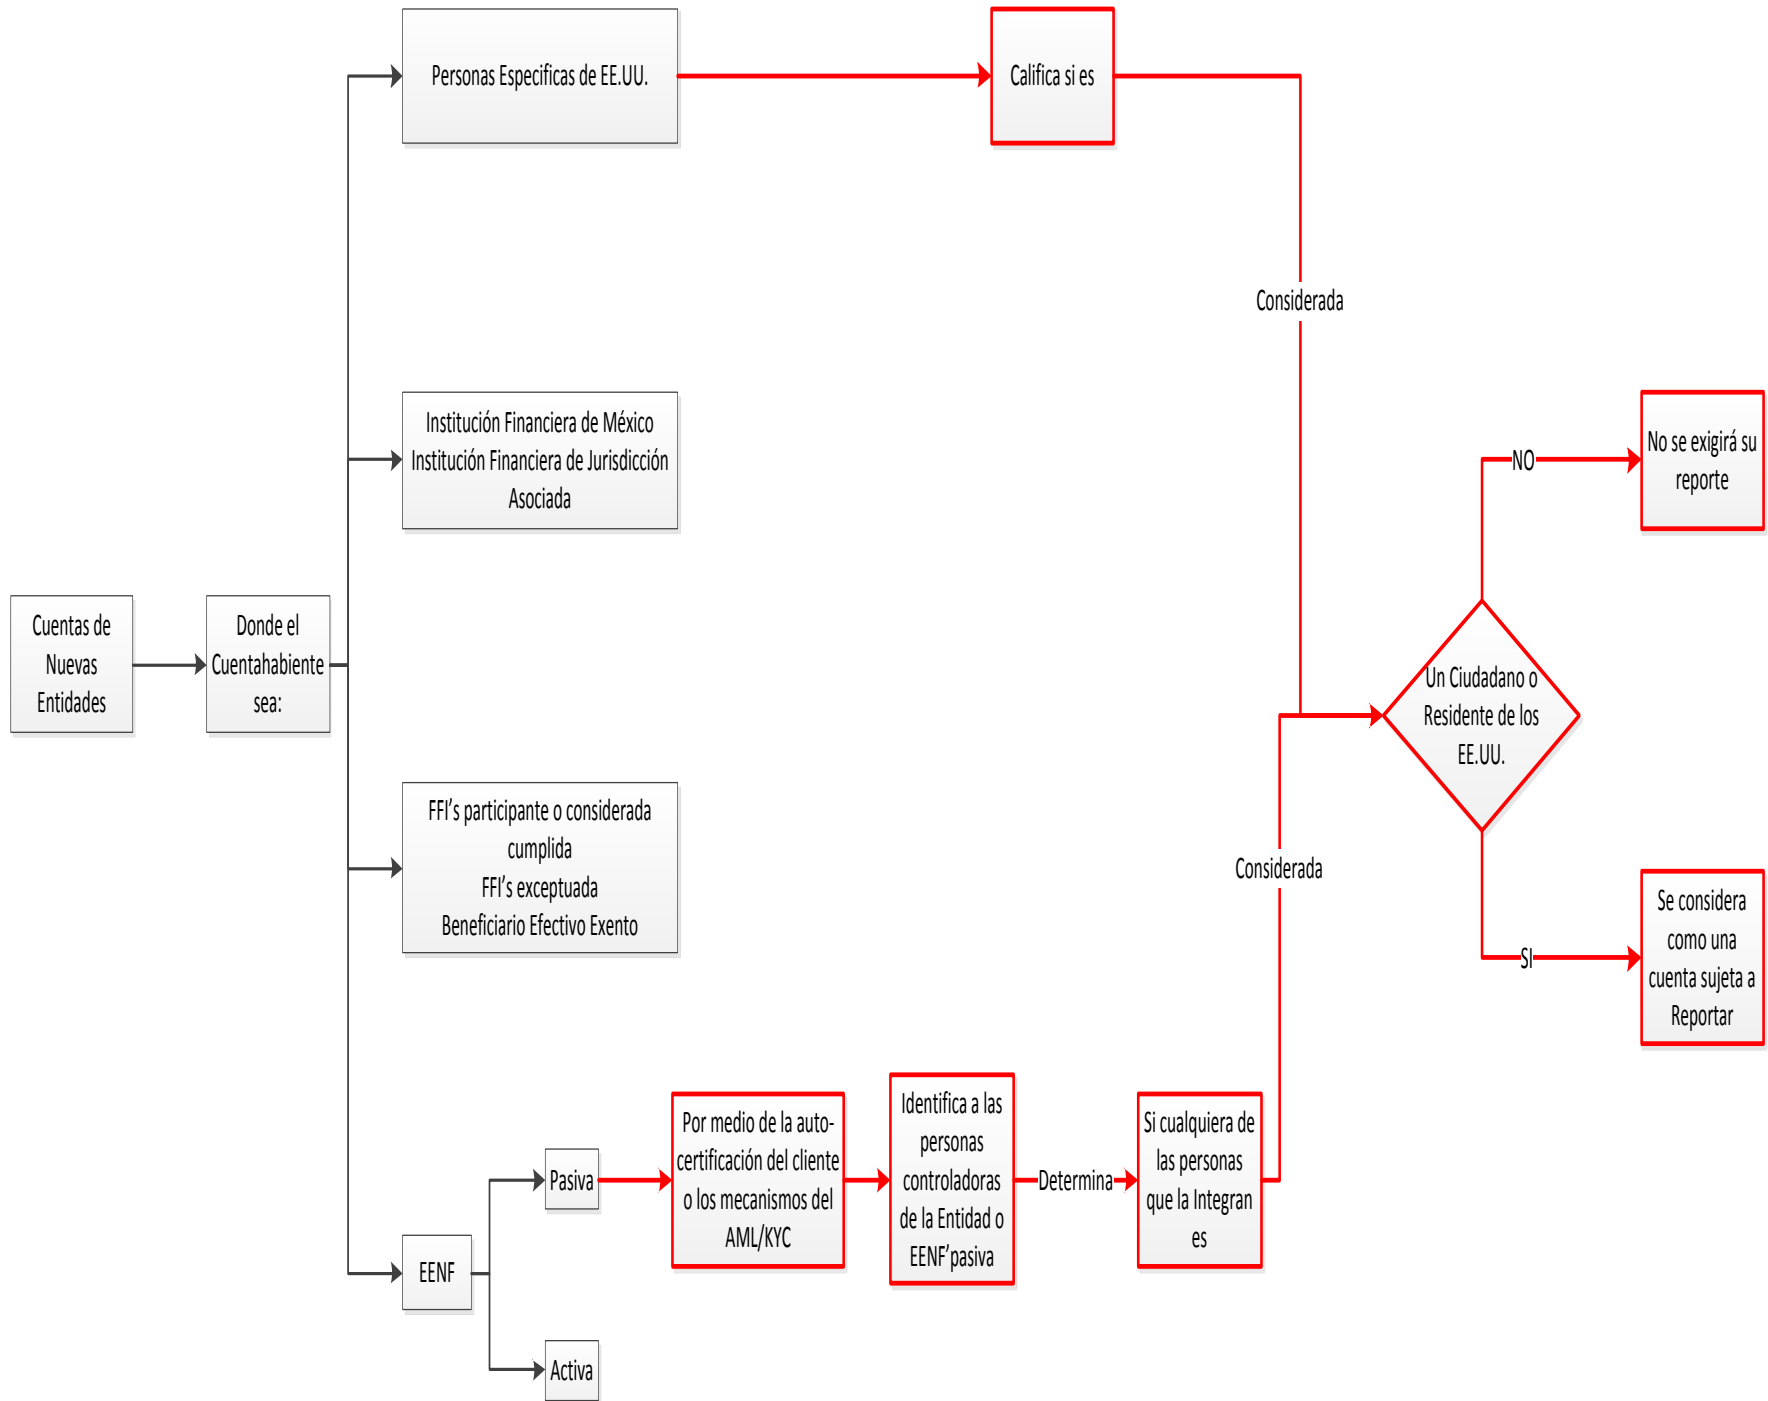 Personas Especificas de EE.UU.
Califica si es
Considerada
Institución Financiera de México
Institución Financiera de Jurisdicción
Asociada
No se exigirá su
reporte
NO
Cuentas de
Nuevas
Entidades
Donde el
Cuentahabiente
sea:
Un Ciudadano o
Residente de los
EE.UU.
FFI's participante o considerada
cumplida
FFI's exceptuada
Beneficiario Efectivo Exento
Considerada
SI
Se considera
como una
cuenta sujeta a
Reportar
EENF
Pasiva
Por medio de la auto-
certificación del cliente
o los mecanismos del
AML/KYC
Identifica a las
personas
controladoras
de la Entidad o
EENF'pasiva
Determina
Si cualquiera de
las personas
que la Integran
es
Activa